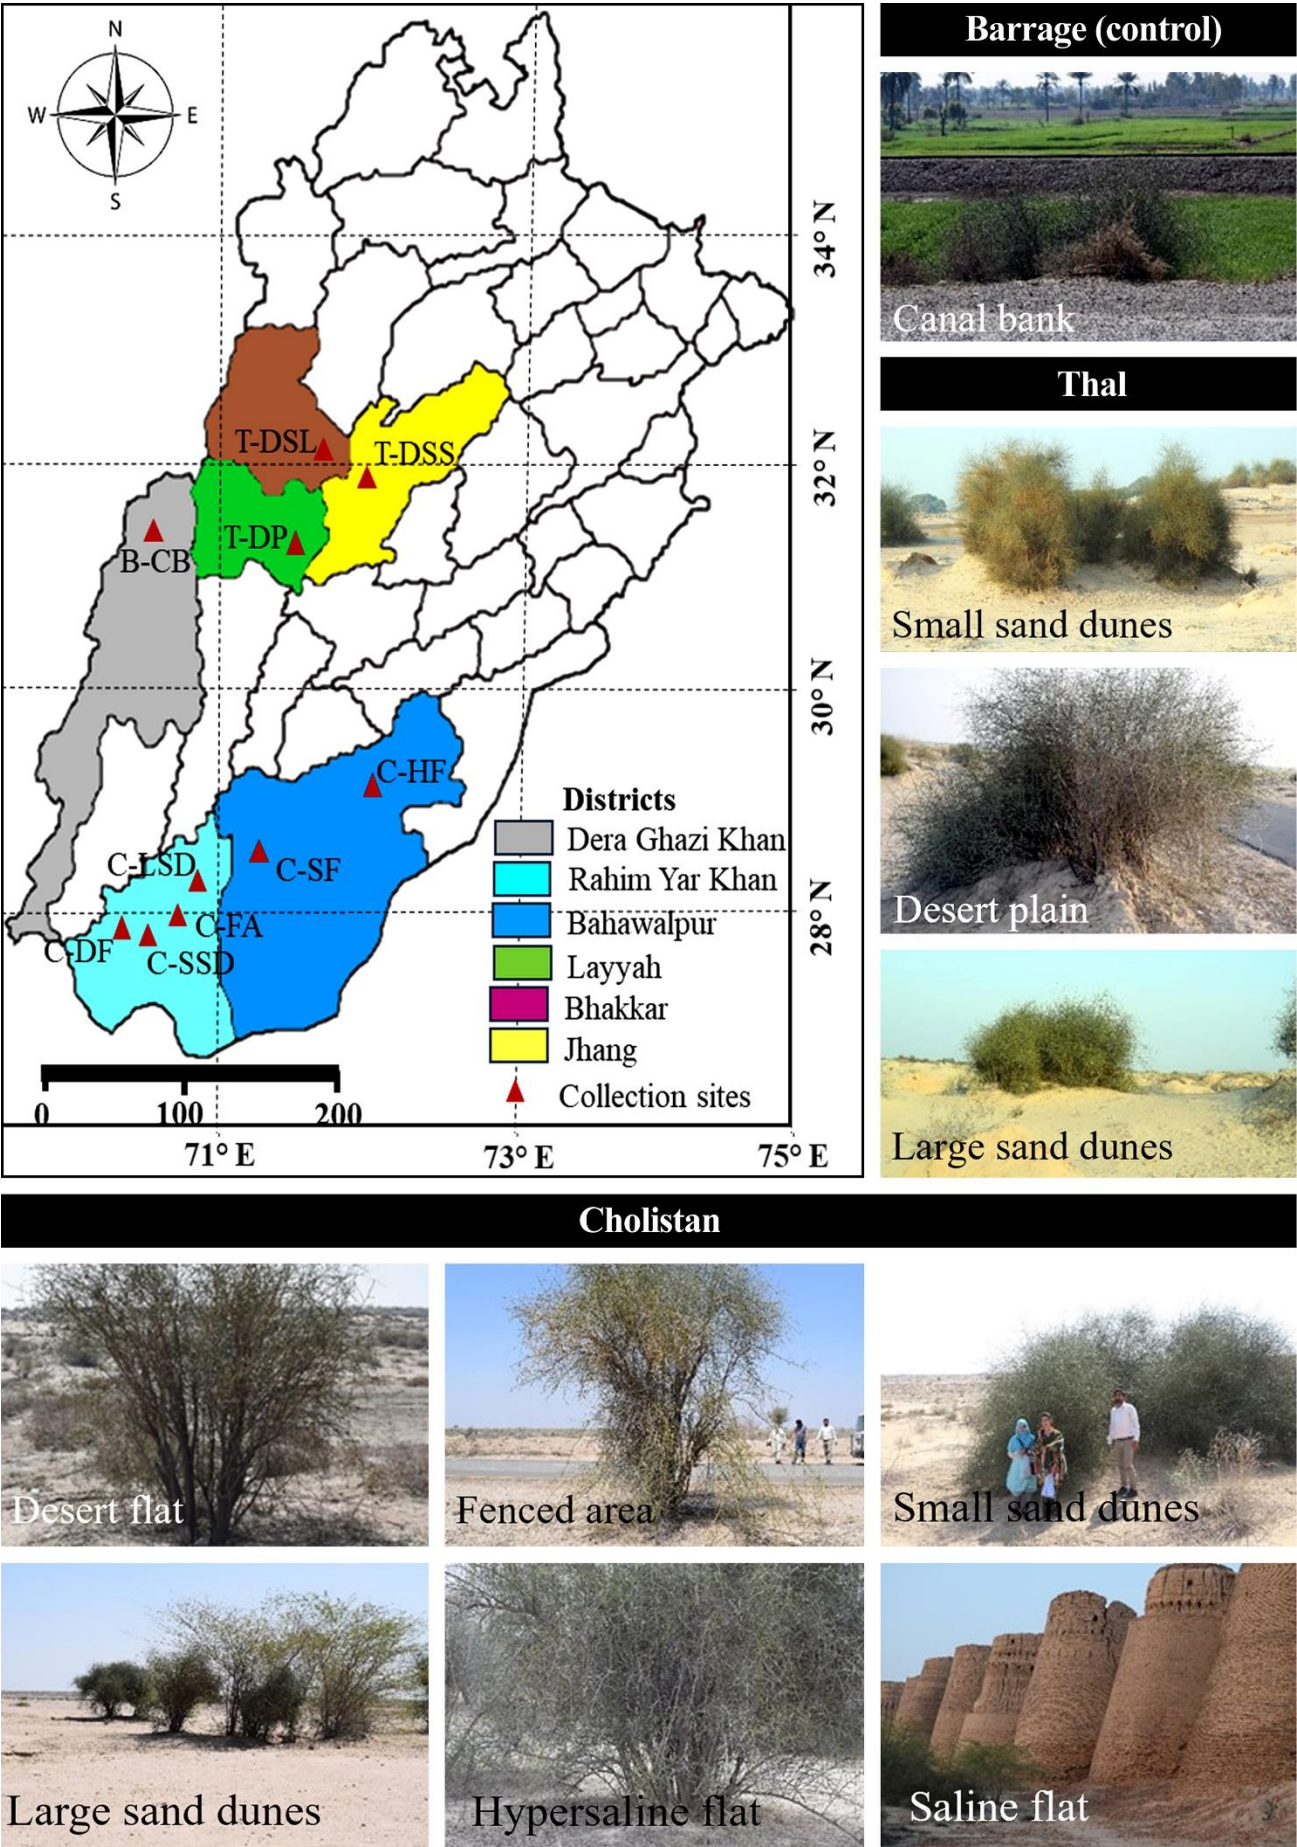 N
W
E
S
34° N
32° N
30° N
28° N
T-DSL
T-DSS
T-DP
B-CB
C-HF
C-SF
C-LSD
C-FA
C-DF
C-SSD
Districts
Dera Ghazi Khan
Rahim Yar Khan
Bahawalpur
Layyah
Bhakkar
Jhang
Collection sites
0 100 200
71° E 73° E 75° E
Barrage (control)
Canal bank
Thal
Small sand dunes
Desert plain
Large sand dunes
Cholistan
Desert flat
Fenced area
Small sand dunes
Large sand dunes
Hypersaline flat
Saline flat